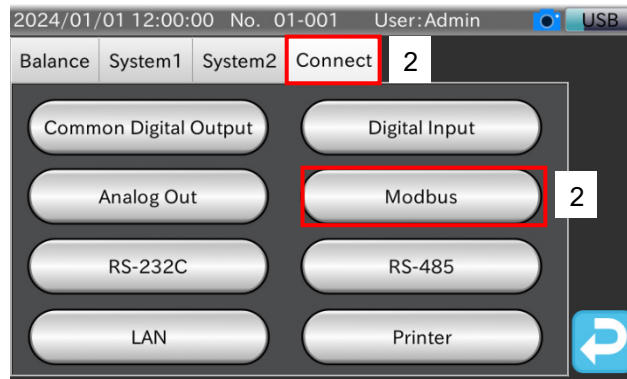 2024/01/01 12:00:00 No. 01-001 User:Admin USB
Balance System1 System2 Connect 2
Common Digital Output Digital Input
Analog Out Modbus 2
RS-232C RS-485
LAN Printer